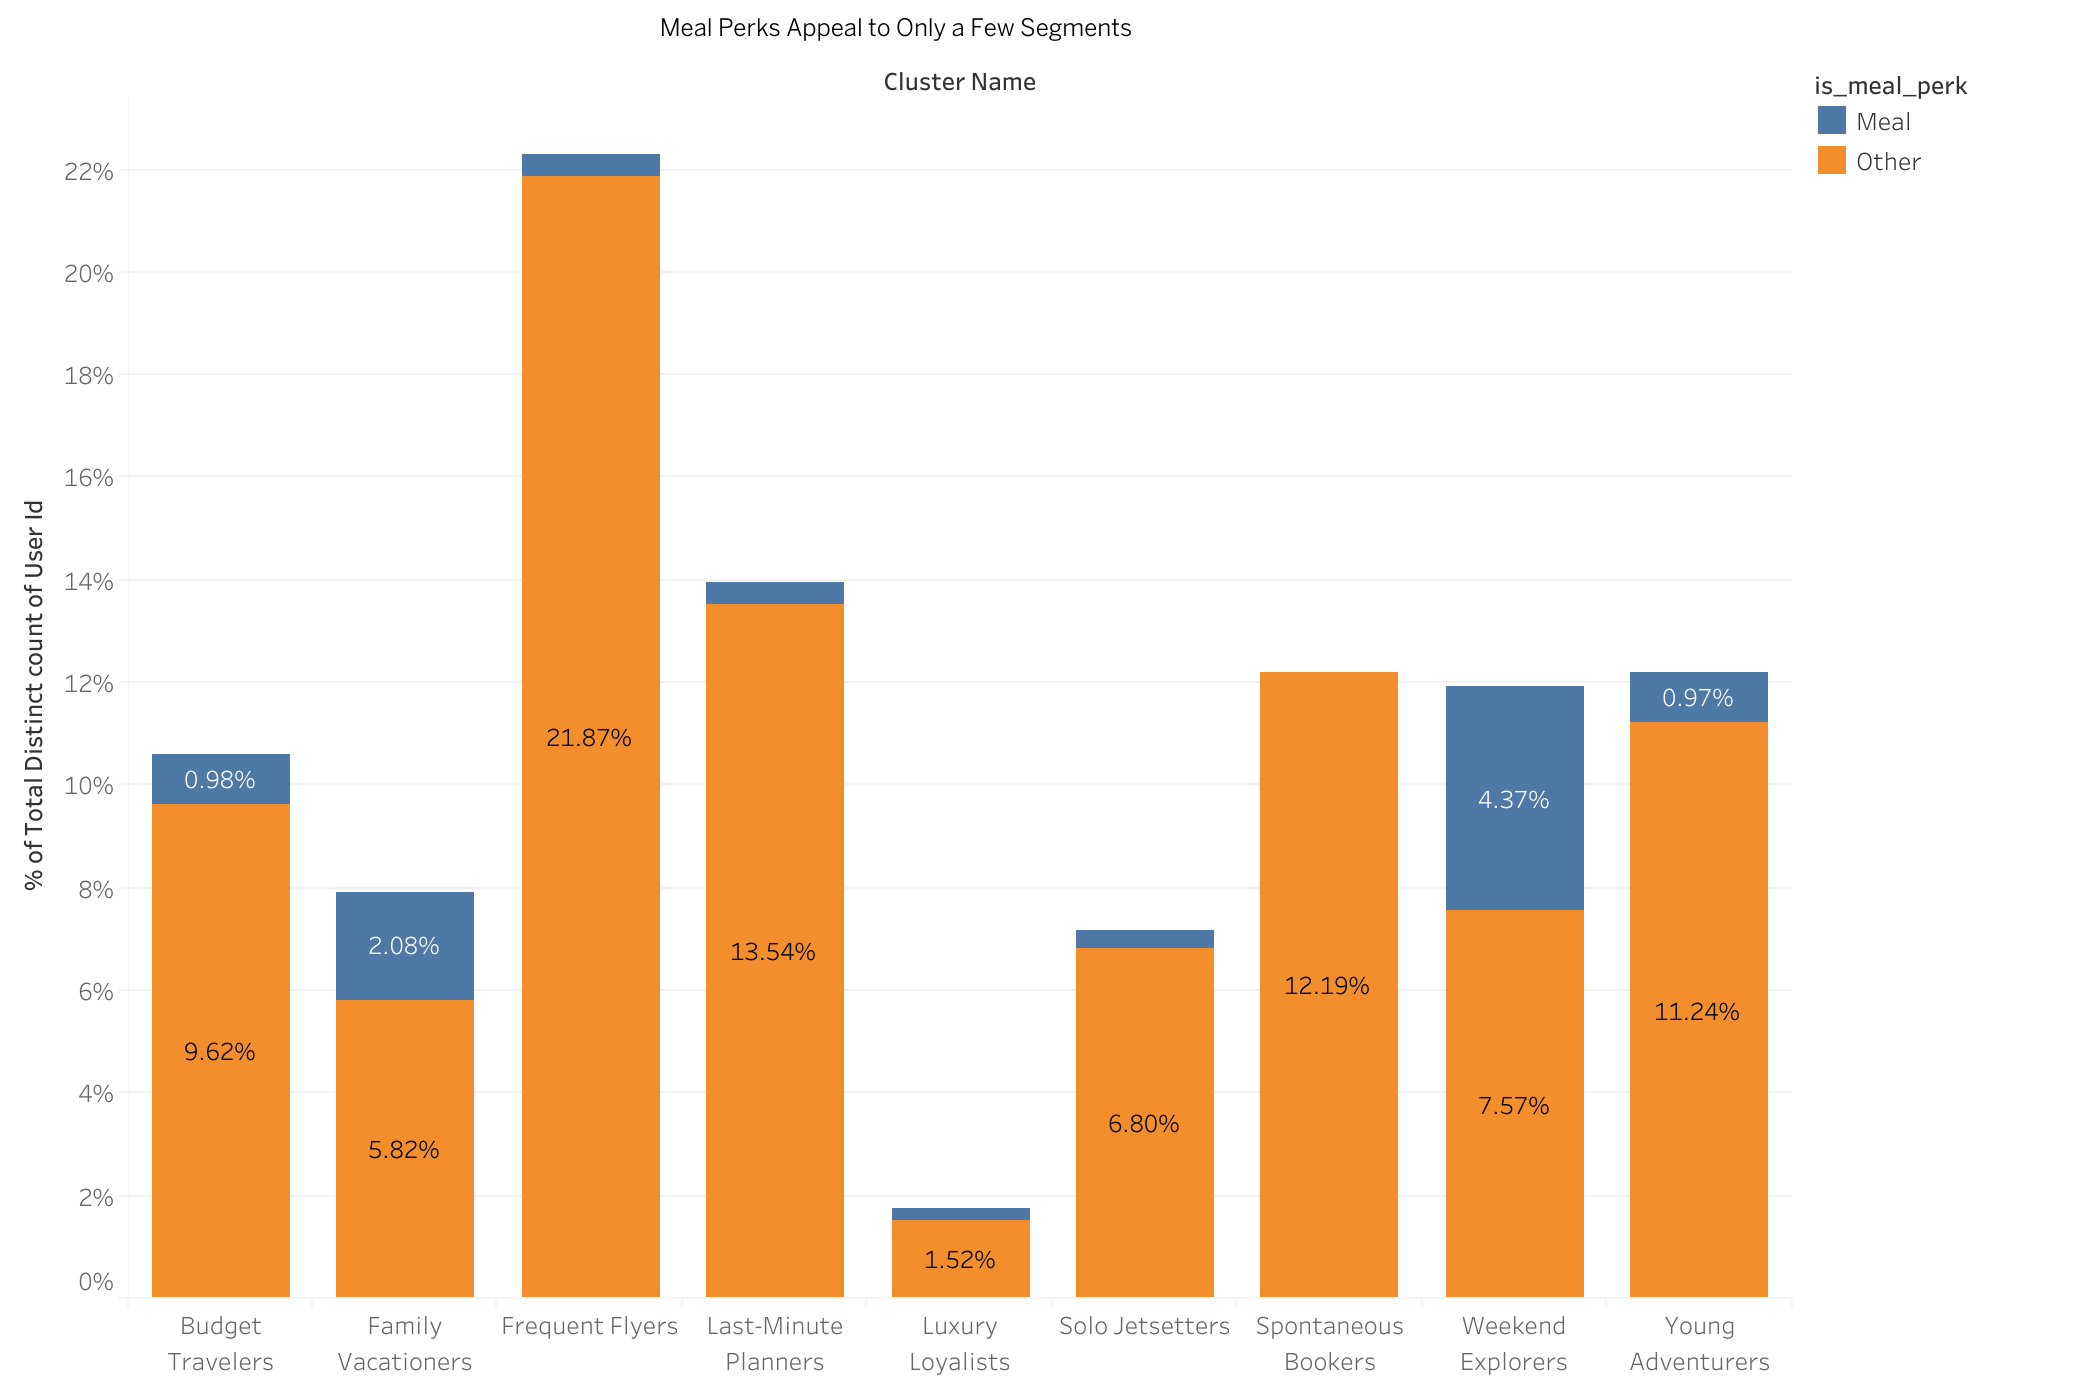 Meal Perks Appeal to Only a Few Segments
Cluster Name
is_meal_perk
Meal
Other
% of Total Distinct count of User Id
22%
20%
18%
16%
14%
12%
10%
8%
6%
4%
2%
0%
0.98%
9.62%
2.08%
5.82%
21.87%
13.54%
1.52%
6.80%
12.19%
4.37%
7.57%
0.97%
11.24%
Budget
Travelers
Family
Vacationers
Frequent Flyers
Last-Minute
Planners
Luxury
Loyalists
Solo Jetsetters
Spontaneous
Bookers
Weekend
Explorers
Young
Adventurers